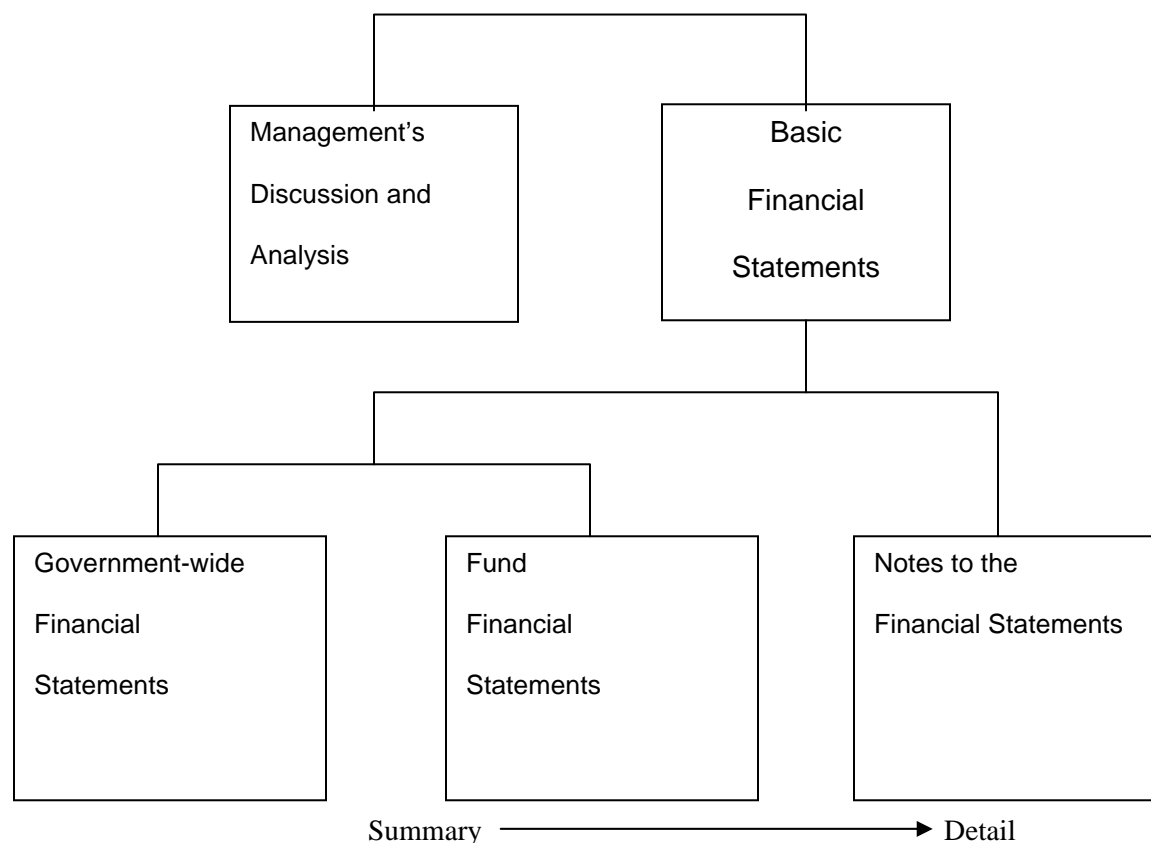 Management’s
Discussion and
Analysis
Basic
Financial
Statements
Government-wide
Financial
Statements
Fund
Financial
Statements
Notes to the
Financial Statements
Summary
Detail